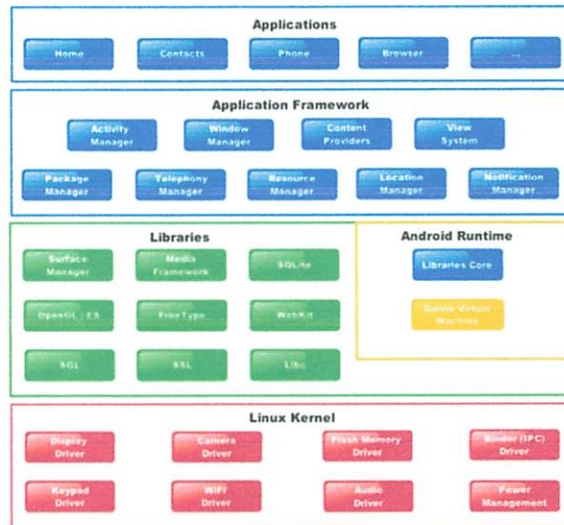 Applications
Home
Contacts
Phone
Browser
...
Application Framework
Activity
Manager
Window
Manager
Content
Providers
View
System
Package
Manager
Telephony
Manager
Resource
Manager
Location
Manager
Notification
Manager
Libraries
Surface
Manager
Media
Framework
SQLite
OpenGL | ES
FreeType
WebKit
SGL
SSL
Libc
Android Runtime
Libraries Core
Dalvik Virtual
Machine
Linux Kernel
Display
Driver
Camera
Driver
Flash Memory
Driver
Binder (IPC)
Driver
Keypad
Driver
WiFi
Driver
Audio
Driver
Power
Management